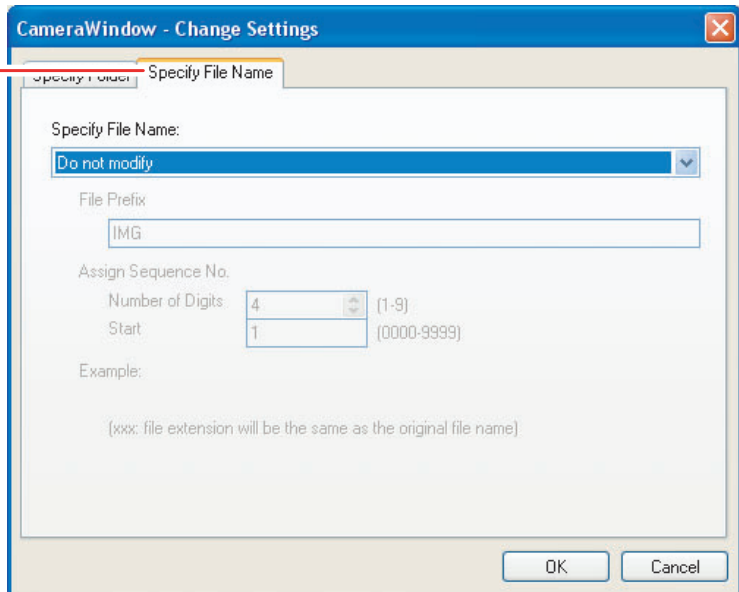 CameraWindow - Change Settings
Specify Folder Specify File Name
Specify File Name:
Do not modify
File Prefix
IMG
Assign Sequence No.
Number of Digits 4 (1-9)
Start 1 (0000-9999)
Example:
(xxx: file extension will be the same as the original file name)
OK Cancel